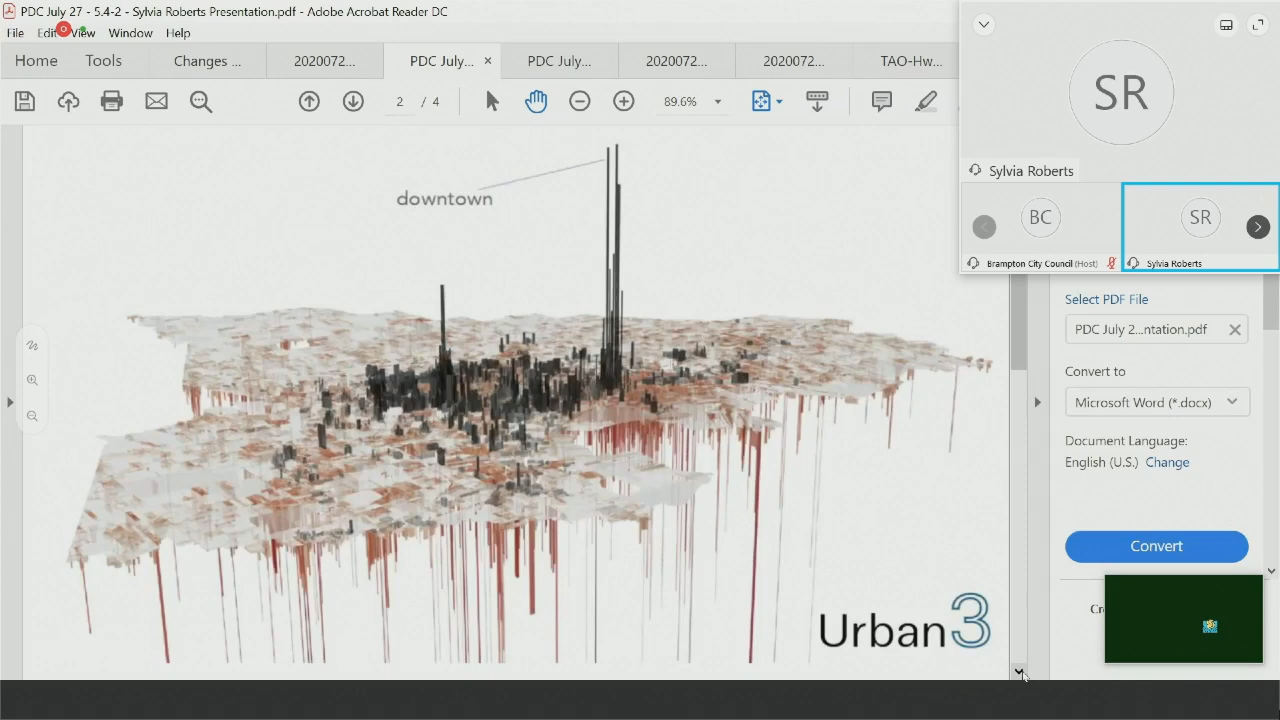 PDC July 27 - 5.4-2 - Sylvia Roberts Presentation.pdf - Adobe Acrobat Reader DC
File Edit View Window Help
Home Tools Changes ... 2020072... PDC July... × PDC July... 2020072... 2020072... TAO-Hw...
2 / 4 89.6%
SR
Sylvia Roberts
BC SR
Brampton City Council (Host) Sylvia Roberts
downtown
Select PDF File
PDC July 2...ntation.pdf
Convert to
Microsoft Word (*.docx)
Document Language:
English (U.S.) Change
Convert
Urban3